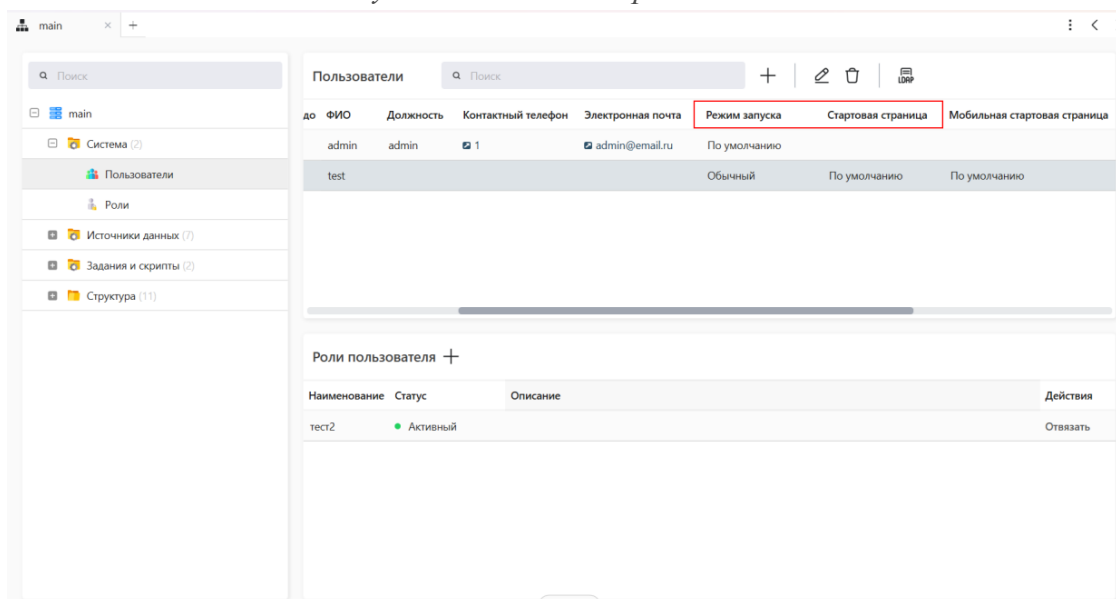 main × +
Поиск
main
Система (2)
Пользователи
Роли
Источники данных (7)
Задания и скрипты (2)
Структура (11)
Пользователи
Поиск
LDAP
до ФИО Должность Контактный телефон Электронная почта Режим запуска Стартовая страница Мобильная стартовая страница
admin admin 1 admin@email.ru По умолчанию
test Обычный По умолчанию По умолчанию
Роли пользователя +
Наименование Статус Описание Действия
тест2 Активный Отвязать